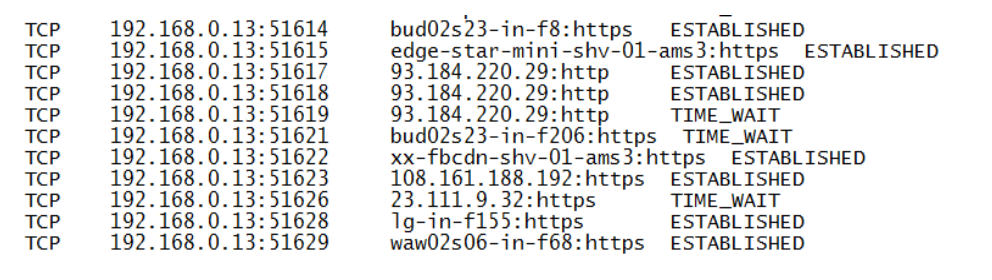 TCP 192.168.0.13:51614 bud02s23-in-f8:https ESTABLISHED
TCP 192.168.0.13:51615 edge-star-mini-shv-01-ams3:https ESTABLISHED
TCP 192.168.0.13:51617 93.184.220.29:http ESTABLISHED
TCP 192.168.0.13:51618 93.184.220.29:http ESTABLISHED
TCP 192.168.0.13:51619 93.184.220.29:http TIME_WAIT
TCP 192.168.0.13:51621 bud02s23-in-f206:https TIME_WAIT
TCP 192.168.0.13:51622 xx-fbcdn-shv-01-ams3:https ESTABLISHED
TCP 192.168.0.13:51623 108.161.188.192:https ESTABLISHED
TCP 192.168.0.13:51626 23.111.9.32:https TIME_WAIT
TCP 192.168.0.13:51628 lg-in-f155:https ESTABLISHED
TCP 192.168.0.13:51629 waw02s06-in-f68:https ESTABLISHED